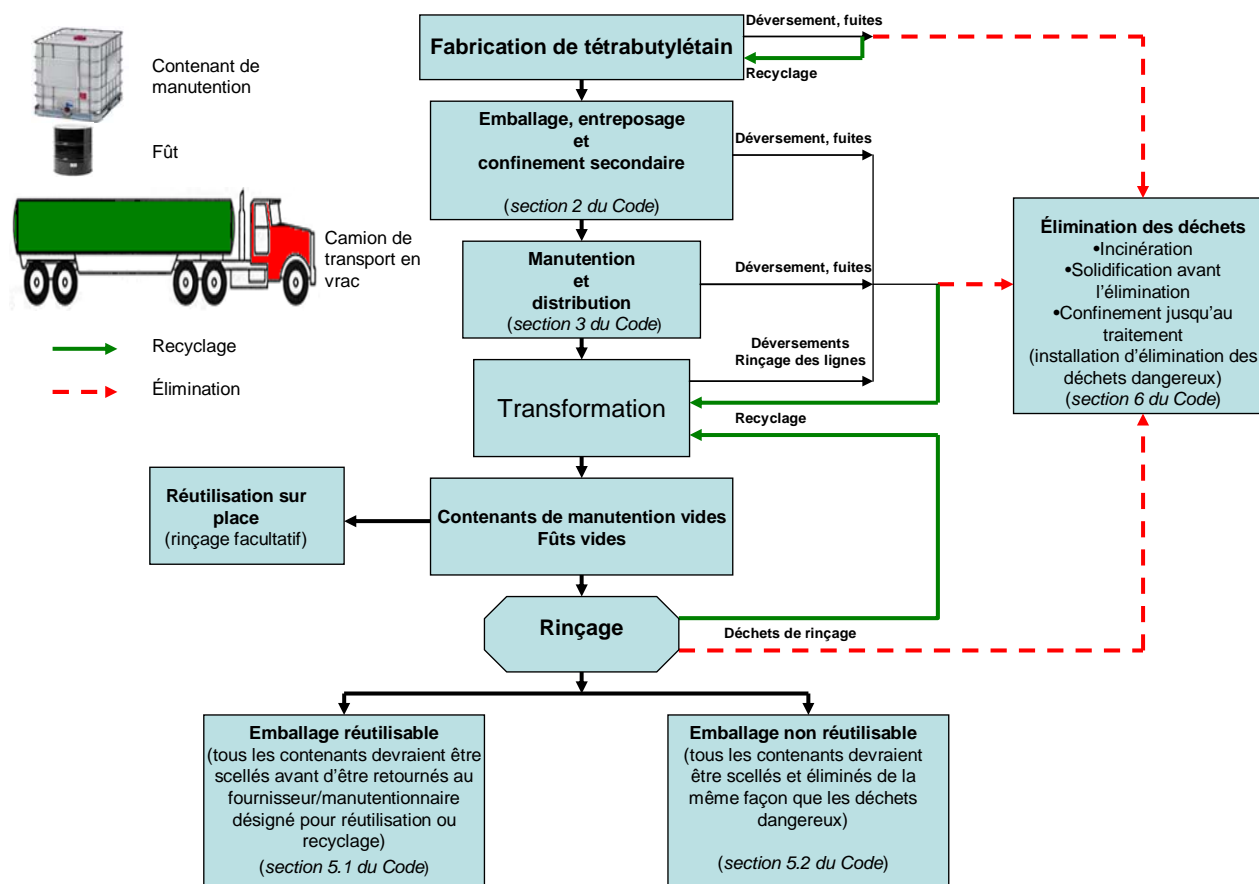 Contenant de
manutention
Fût
Camion de
transport en
vrac
Recyclage
Élimination
Fabrication de tétrabutylétain
Déversement, fuites
Recyclage
Emballage, entreposage
et
confinement secondaire
(section 2 du Code)
Déversement, fuites
Manutention
et
distribution
(section 3 du Code)
Déversement, fuites
Élimination des déchets
•Incinération
•Solidification avant
l’élimination
•Confinement jusqu’au
traitement
(installation d’élimination des
déchets dangereux)
(section 6 du Code)
Déversements
Rinçage des lignes
Transformation
Recyclage
Réutilisation sur
place
(rinçage facultatif)
Contenants de manutention vides
Fûts vides
Rinçage
Déchets de rinçage
Emballage réutilisable
(tous les contenants devraient être
scellés avant d’être retournés au
fournisseur/manutentionnaire
désigné pour réutilisation ou
recyclage)
(section 5.1 du Code)
Emballage non réutilisable
(tous les contenants devraient
être scellés et éliminés de la
même façon que les déchets
dangereux)
(section 5.2 du Code)